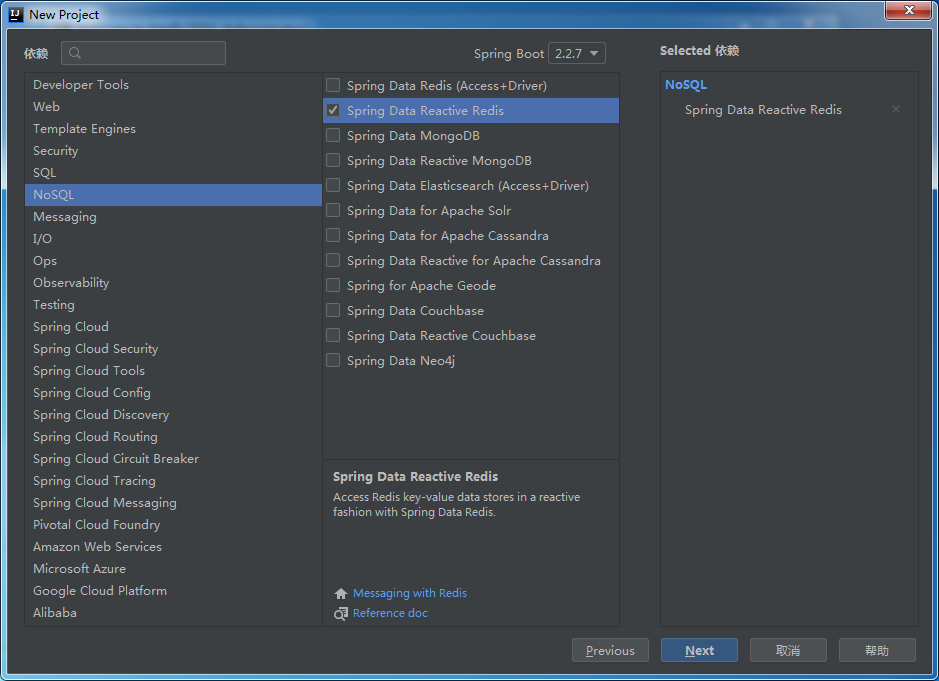 New Project
依赖
Spring Boot 2.2.7
Selected 依赖
Developer Tools
Web
Template Engines
Security
SQL
NoSQL
Messaging
I/O
Ops
Observability
Testing
Spring Cloud
Spring Cloud Security
Spring Cloud Tools
Spring Cloud Config
Spring Cloud Discovery
Spring Cloud Routing
Spring Cloud Circuit Breaker
Spring Cloud Tracing
Spring Cloud Messaging
Pivotal Cloud Foundry
Amazon Web Services
Microsoft Azure
Google Cloud Platform
Alibaba
Spring Data Redis (Access+Driver)
Spring Data Reactive Redis
Spring Data MongoDB
Spring Data Reactive MongoDB
Spring Data Elasticsearch (Access+Driver)
Spring Data for Apache Solr
Spring Data for Apache Cassandra
Spring Data Reactive for Apache Cassandra
Spring for Apache Geode
Spring Data Couchbase
Spring Data Reactive Couchbase
Spring Data Neo4j
Spring Data Reactive Redis
Access Redis key-value data stores in a reactive
fashion with Spring Data Redis.
Messaging with Redis
Reference doc
NoSQL
Spring Data Reactive Redis
Previous
Next
取消
帮助